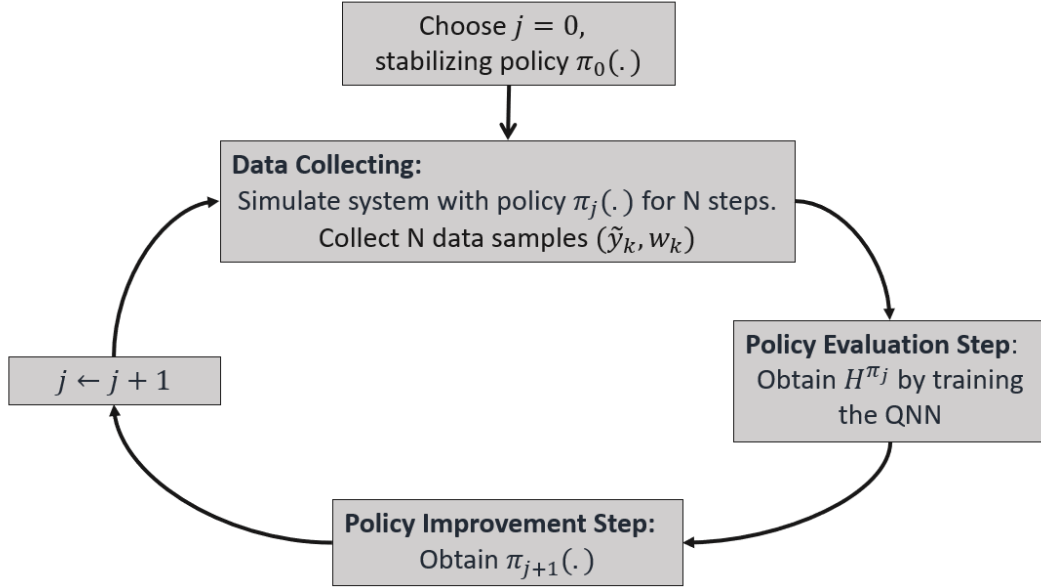 Choose j = 0,
stabilizing policy π₀(.)
Data Collecting:
Simulate system with policy πⱼ(.) for N steps.
Collect N data samples (ỹₖ, wₖ)
Policy Evaluation Step:
Obtain H^{πⱼ} by training
the QNN
j ← j + 1
Policy Improvement Step:
Obtain πⱼ₊₁(.)